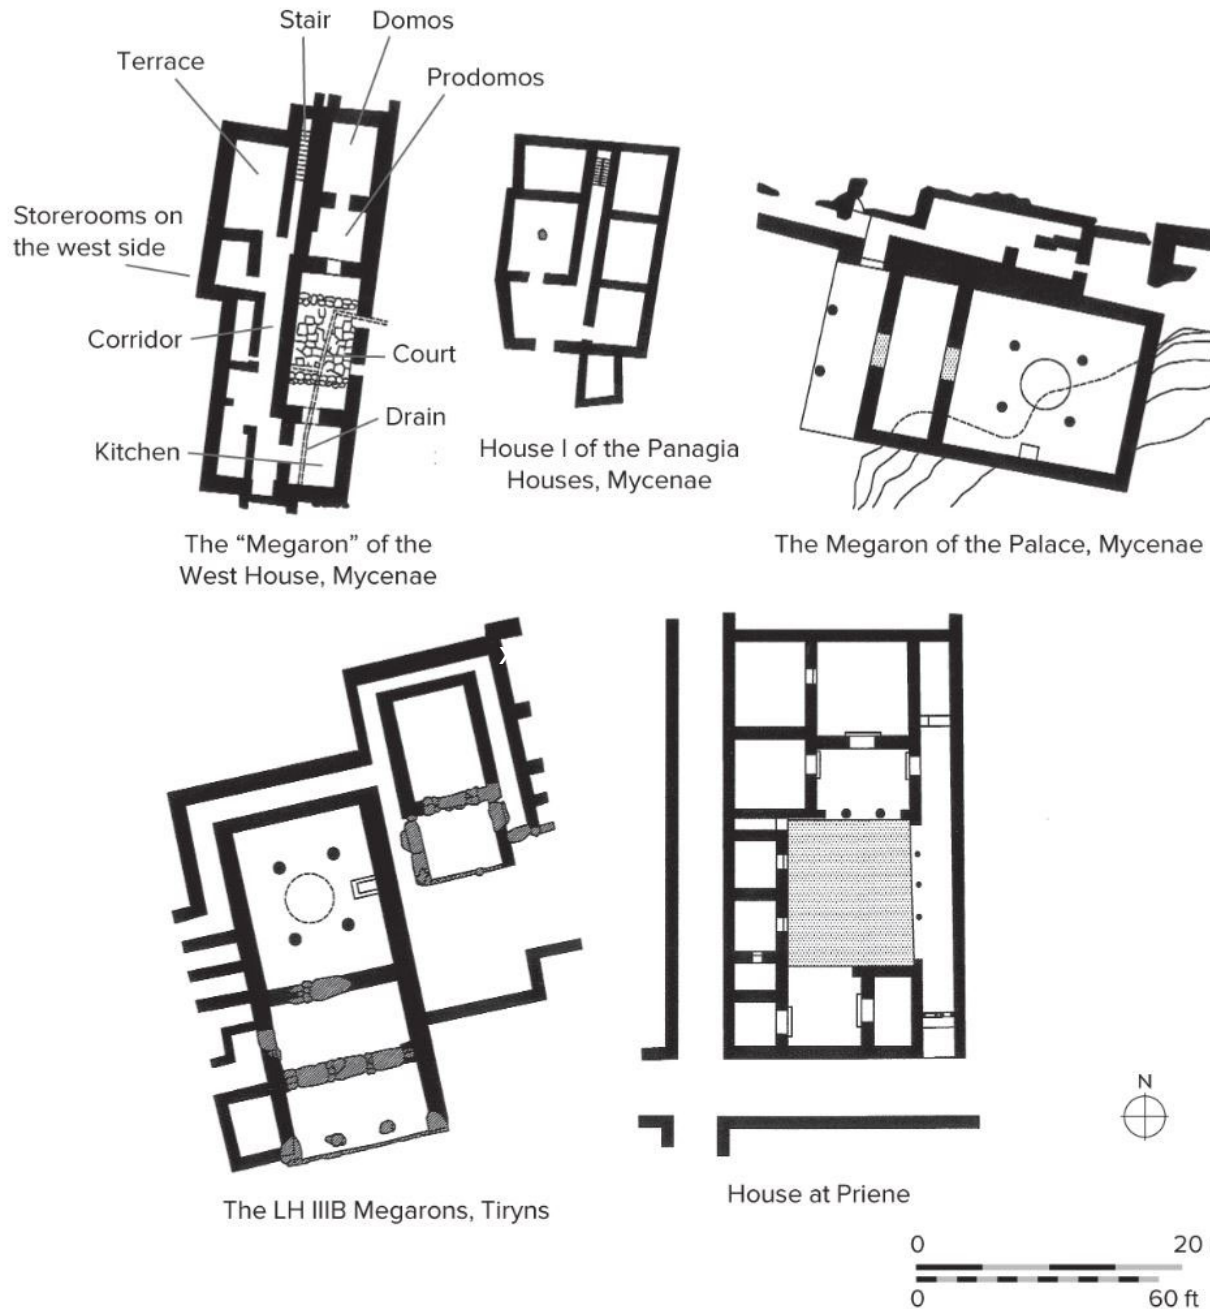 Stair
Domos
Terrace
Prodomos
Storerooms on
the west side
Corridor
Court
Drain
Kitchen
The “Megaron” of the
West House, Mycenae
House I of the Panagia
Houses, Mycenae
The Megaron of the Palace, Mycenae
X
The LH IIIB Megarons, Tiryns
House at Priene
N
0 20
0 60 ft